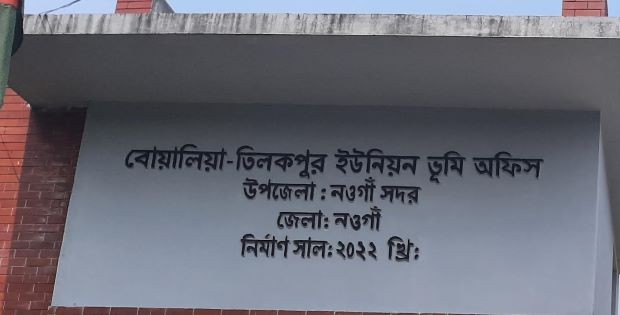 বোয়ালিয়া-তিলকপুর ইউনিয়ন ভূমি অফিস
উপজেলা : নওগাঁ সদর
জেলা: নওগাঁ
নির্মাণ সাল: ২০২২ খ্রি: